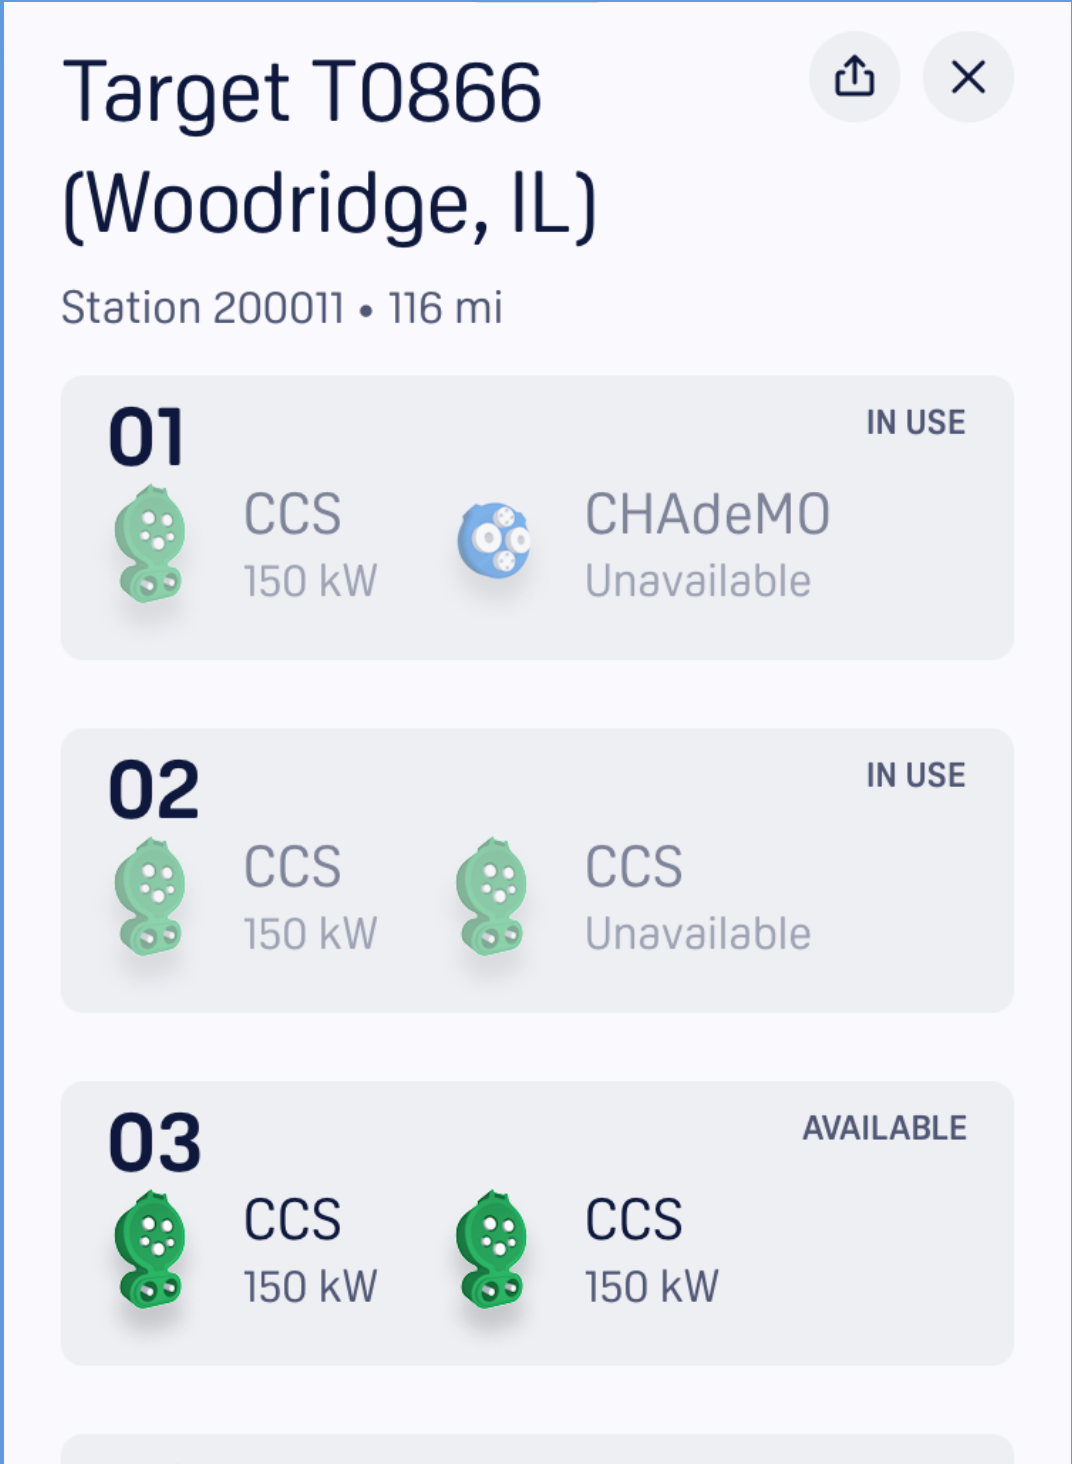 Target T0866
(Woodridge, IL)
Station 200011 • 116 mi
01
IN USE
CCS
150 kW
CHAdeMO
Unavailable
02
IN USE
CCS
150 kW
CCS
Unavailable
03
AVAILABLE
CCS
150 kW
CCS
150 kW